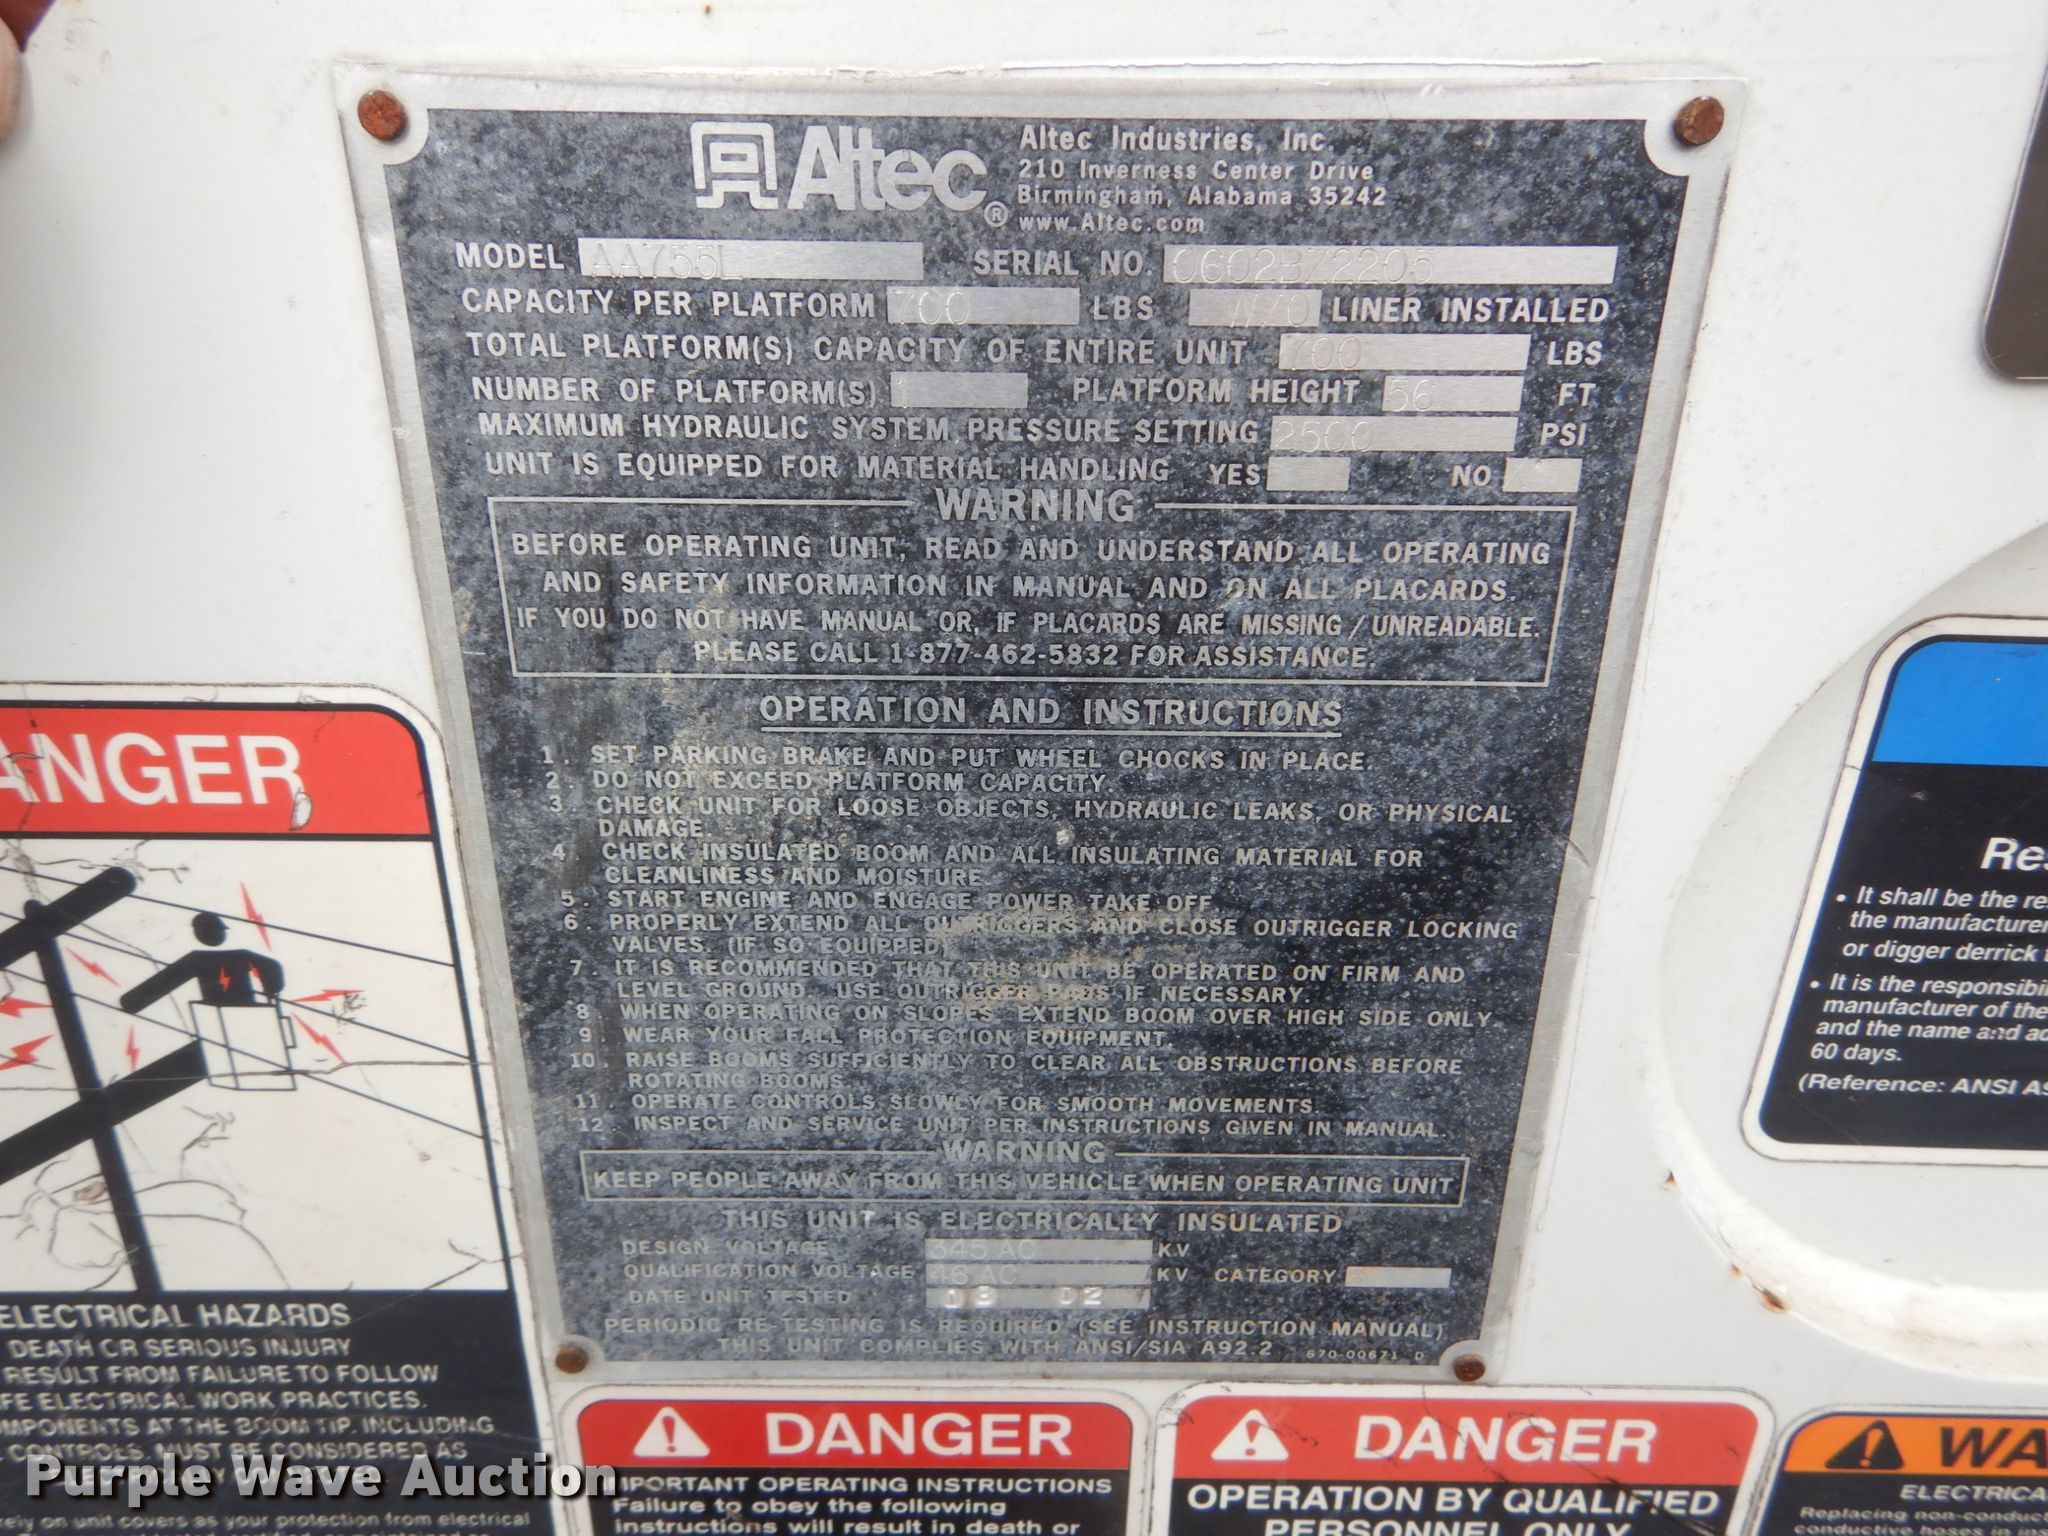 Altec®
Altec Industries, Inc.
210 Inverness Center Drive
Birmingham, Alabama 35242
www.Altec.com
MODEL AA755L SERIAL NO. 0602BZ2205
CAPACITY PER PLATFORM 700 LBS W/O LINER INSTALLED
TOTAL PLATFORM(S) CAPACITY OF ENTIRE UNIT 700 LBS
NUMBER OF PLATFORM(S) 1 PLATFORM HEIGHT 56 FT
MAXIMUM HYDRAULIC SYSTEM PRESSURE SETTING 2500 PSI
UNIT IS EQUIPPED FOR MATERIAL HANDLING YES NO
WARNING
BEFORE OPERATING UNIT, READ AND UNDERSTAND ALL OPERATING
AND SAFETY INFORMATION IN MANUAL AND ON ALL PLACARDS.
IF YOU DO NOT HAVE MANUAL OR, IF PLACARDS ARE MISSING/UNREADABLE.
PLEASE CALL 1-877-462-5832 FOR ASSISTANCE.
OPERATION AND INSTRUCTIONS
1. SET PARKING BRAKE AND PUT WHEEL CHOCKS IN PLACE.
2. DO NOT EXCEED PLATFORM CAPACITY
3. CHECK UNIT FOR LOOSE OBJECTS, HYDRAULIC LEAKS, OR PHYSICAL
DAMAGE.
4. CHECK INSULATED BOOM AND ALL INSULATING MATERIAL FOR
CLEANLINESS AND MOISTURE
5. START ENGINE AND ENGAGE POWER TAKE OFF
6. PROPERLY EXTEND ALL OUTRIGGERS AND CLOSE OUTRIGGER LOCKING
VALVES. (IF SO EQUIPPED)
7. IT IS RECOMMENDED THAT THIS UNIT BE OPERATED ON FIRM AND
LEVEL GROUND. USE OUTRIGGER PADS IF NECESSARY.
8. WHEN OPERATING ON SLOPES, EXTEND BOOM OVER HIGH SIDE ONLY.
9. WEAR YOUR FALL PROTECTION EQUIPMENT.
10. RAISE BOOMS SUFFICIENTLY TO CLEAR ALL OBSTRUCTIONS BEFORE
ROTATING BOOMS
11. OPERATE CONTROLS SLOWLY FOR SMOOTH MOVEMENTS.
12. INSPECT AND SERVICE UNIT PER INSTRUCTIONS GIVEN IN MANUAL.
WARNING
KEEP PEOPLE AWAY FROM THIS VEHICLE WHEN OPERATING UNIT
THIS UNIT IS ELECTRICALLY INSULATED
DESIGN VOLTAGE 345 AC KV
QUALIFICATION VOLTAGE 46 AC KV CATEGORY
DATE UNIT TESTED 08 02
PERIODIC RE-TESTING IS REQUIRED (SEE INSTRUCTION MANUAL)
THIS UNIT COMPLIES WITH ANSI/SIA A92.2 670-00671 D
ANGER
ELECTRICAL HAZARDS
DEATH OR SERIOUS INJURY
RESULT FROM FAILURE TO FOLLOW
FE ELECTRICAL WORK PRACTICES.
OMPONENTS AT THE BOOM TIP, INCLUDING
CONTROLS, MUST BE CONSIDERED AS
rely on unit covers as your protection from electrical
Purple Wave Auction
DANGER
IMPORTANT OPERATING INSTRUCTIONS
Failure to obey the following
instructions will result in death or
DANGER
OPERATION BY QUALIFIED
PERSONNEL ONLY
WA
ELECTRICA
Replacing non-conduc
Res
• It shall be the re
the manufacturer
or digger derrick
• It is the responsibil
manufacturer of the
and the name and ad
60 days.
(Reference: ANSI A9